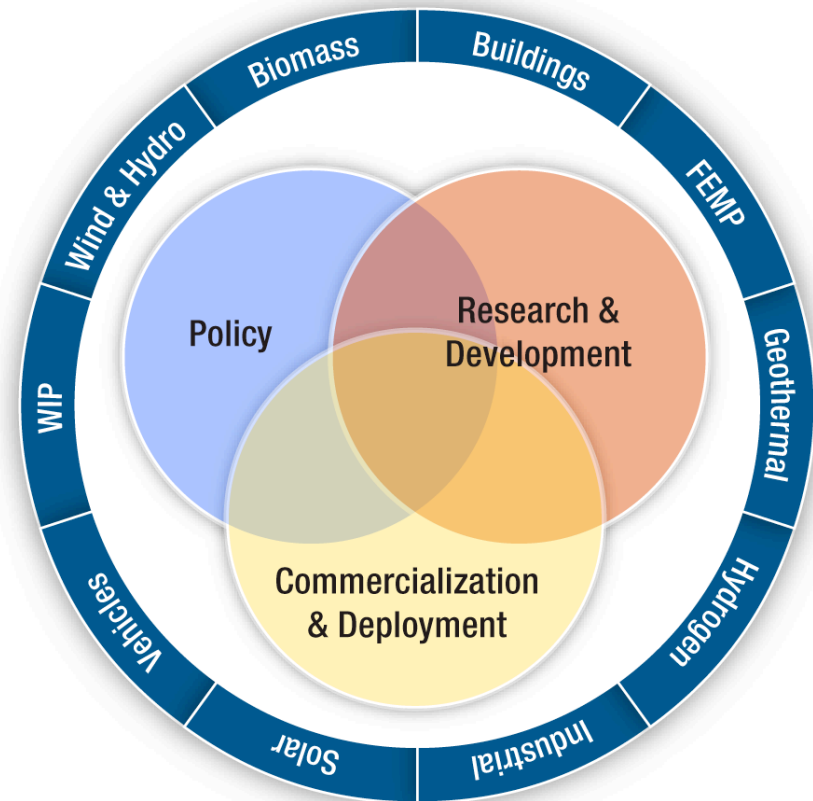 Biomass
Buildings
FEMP
Geothermal
Hydrogen
Industrial
Solar
Vehicles
WIP
Wind & Hydro
Policy
Research &
Development
Commercialization
& Deployment